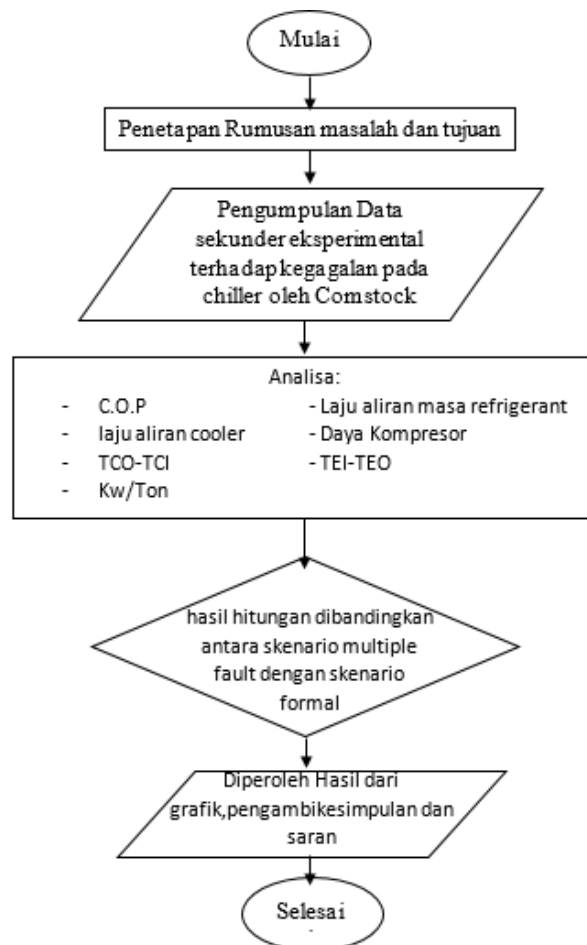 Mulai
Penetapan Rumusan masalah dan tujuan
Pengumpulan Data
sekunder eksperimental
terhadap kegagalan pada
chiller oleh Comstock
Analisa:
- C.O.P
- laju aliran cooler
- TCO-TCI
- Kw/Ton
- Laju aliran masa refrigerant
- Daya Kompresor
- TEI-TEO
hasil hitungan dibandingkan
antara skenario multiple
fault dengan skenario
formal
Diperoleh Hasil dari
grafik,pengambikesimpulan dan
saran
Selesai